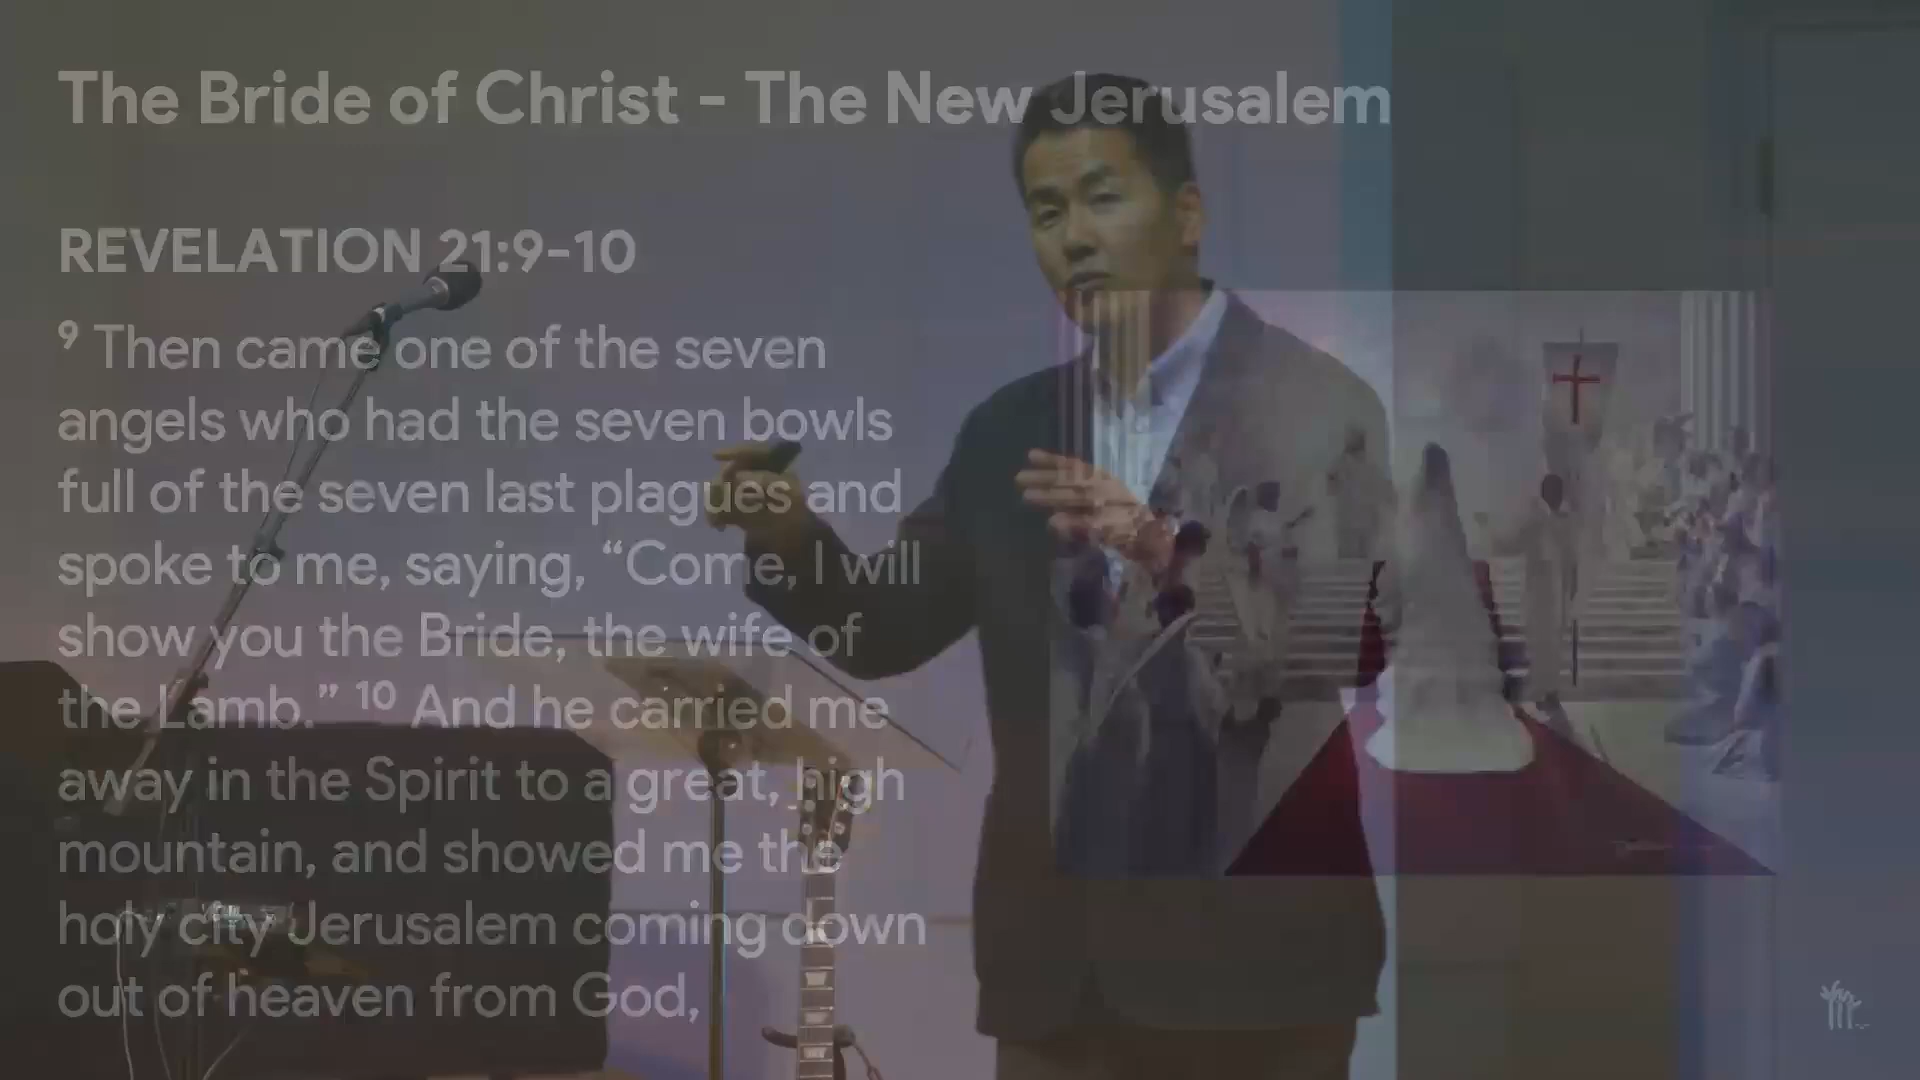 The Bride of Christ - The New Jerusalem
REVELATION 21:9-10
⁹ Then came one of the seven
angels who had the seven bowls
full of the seven last plagues and
spoke to me, saying, “Come, I will
show you the Bride, the wife of
the Lamb.” ¹⁰ And he carried me
away in the Spirit to a great, high
mountain, and showed me the
holy city Jerusalem coming down
out of heaven from God,